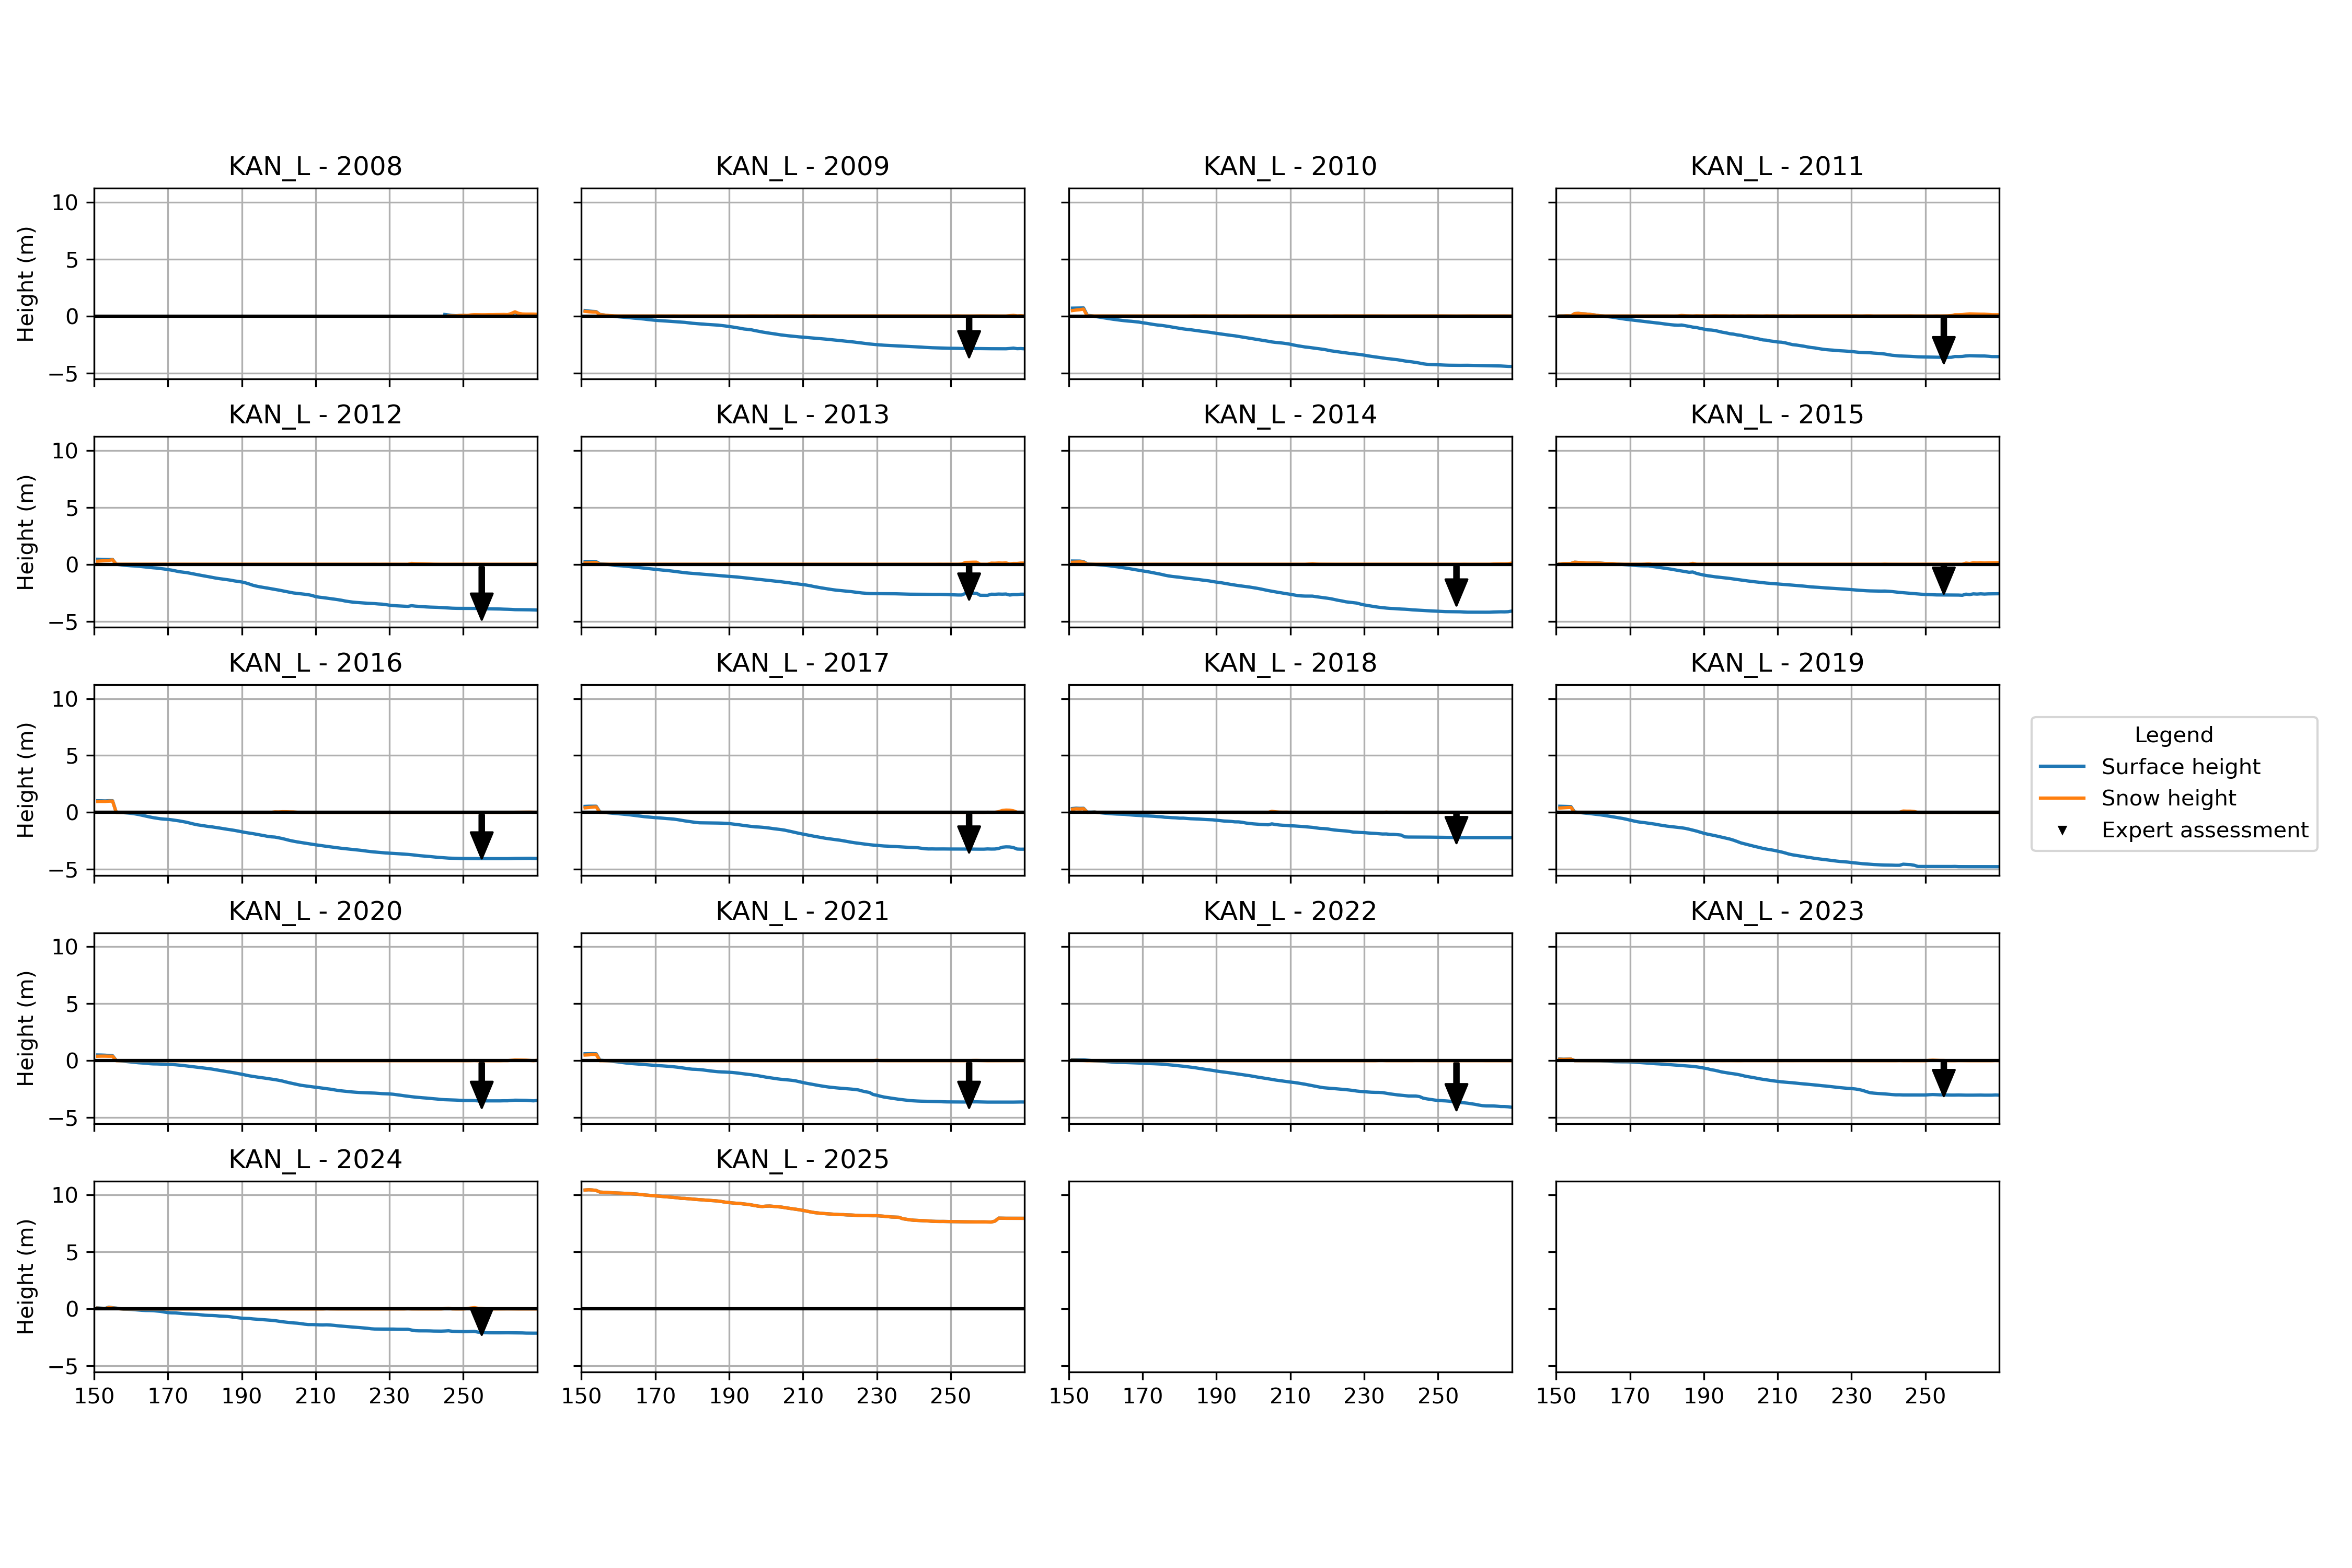 KAN_L - 2008 KAN_L - 2009 KAN_L - 2010 KAN_L - 2011
10
5
0
−5
Height (m)
KAN_L - 2012 KAN_L - 2013 KAN_L - 2014 KAN_L - 2015
10
5
0
−5
Height (m)
KAN_L - 2016 KAN_L - 2017 KAN_L - 2018 KAN_L - 2019
10
5
0
−5
Height (m)
Legend
Surface height
Snow height
Expert assessment
KAN_L - 2020 KAN_L - 2021 KAN_L - 2022 KAN_L - 2023
10
5
0
−5
Height (m)
KAN_L - 2024 KAN_L - 2025
10
5
0
−5
Height (m)
150 170 190 210 230 250 150 170 190 210 230 250 150 170 190 210 230 250 150 170 190 210 230 250